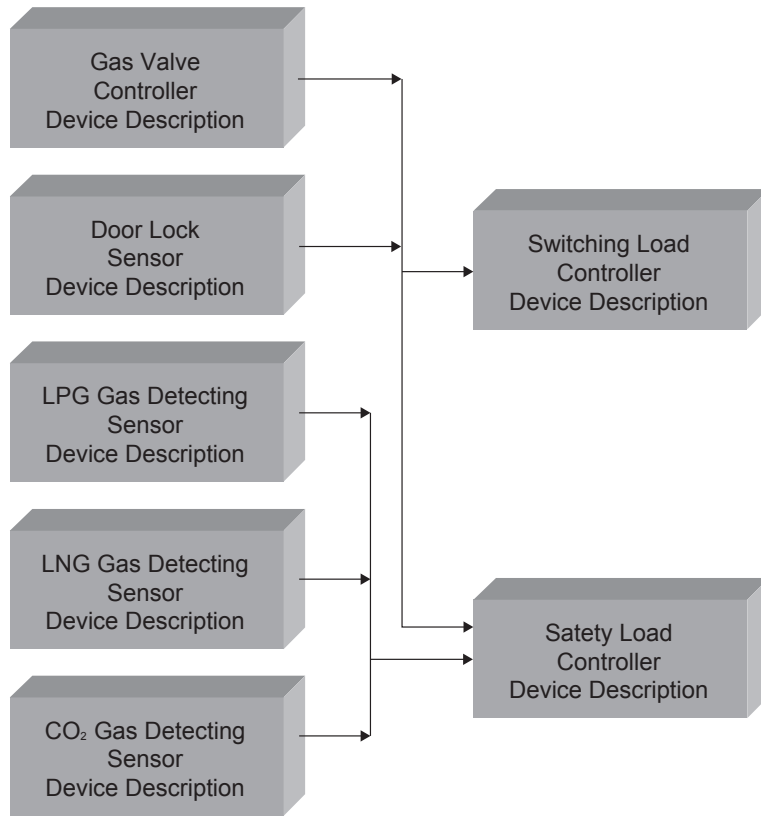 Gas Valve
Controller
Device Description
Door Lock
Sensor
Device Description
Switching Load
Controller
Device Description
LPG Gas Detecting
Sensor
Device Description
LNG Gas Detecting
Sensor
Device Description
Satety Load
Controller
Device Description
CO₂ Gas Detecting
Sensor
Device Description